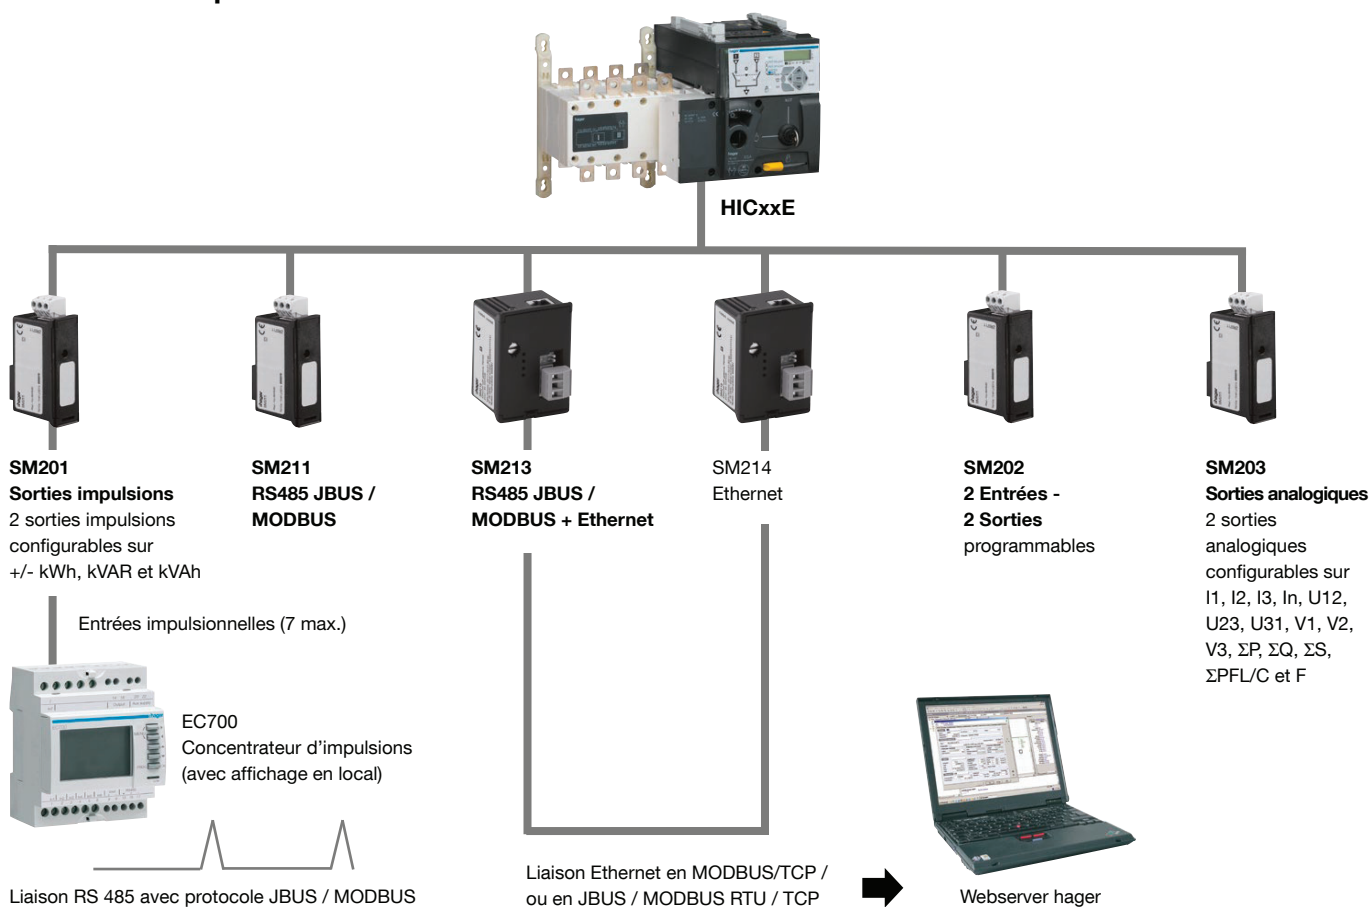 HICxxE
SM201
Sorties impulsions
2 sorties impulsions
configurables sur
+/- kWh, kVAR et kVAh
SM211
RS485 JBUS /
MODBUS
SM213
RS485 JBUS /
MODBUS + Ethernet
SM214
Ethernet
SM202
2 Entrées -
2 Sorties
programmables
SM203
Sorties analogiques
2 sorties
analogiques
configurables sur
I1, I2, I3, In, U12,
U23, U31, V1, V2,
V3, ΣP, ΣQ, ΣS,
ΣPFL/C et F
Entrées impulsionnelles (7 max.)
EC700
Concentrateur d’impulsions
(avec affichage en local)
Liaison RS 485 avec protocole JBUS / MODBUS
Liaison Ethernet en MODBUS/TCP /
ou en JBUS / MODBUS RTU / TCP
Webserver hager